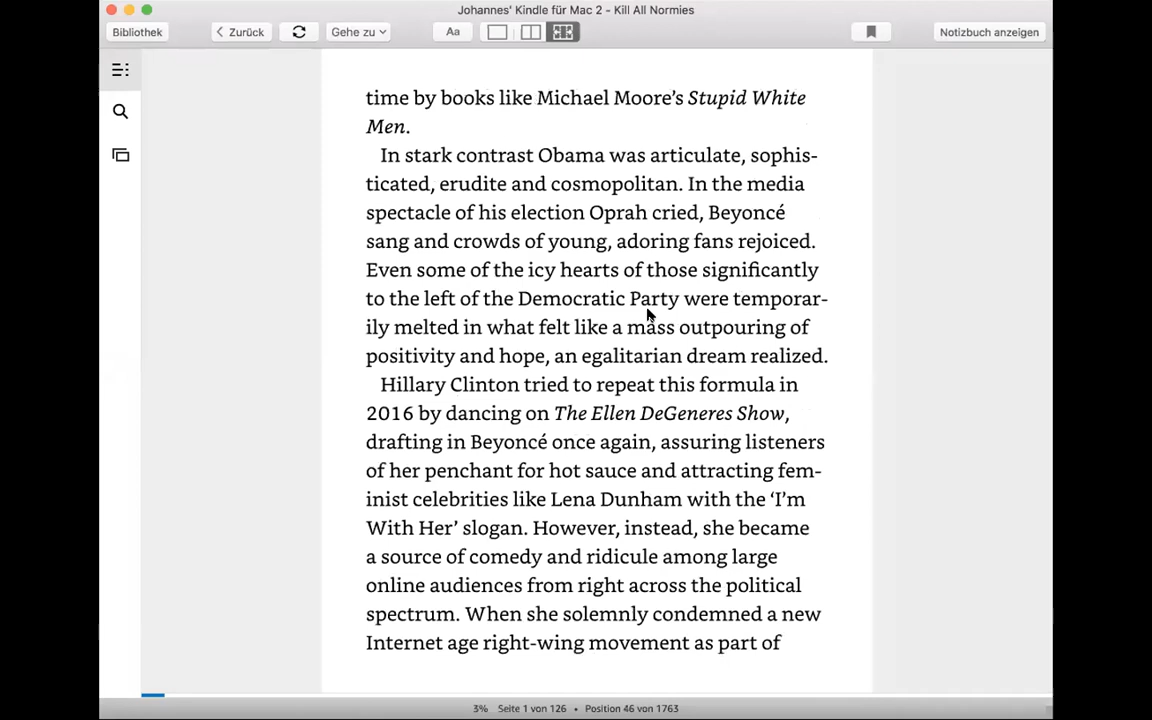 Johannes' Kindle für Mac 2 - Kill All Normies
Bibliothek
Zurück
Gehe zu
Aa
Notizbuch anzeigen
time by books like Michael Moore’s Stupid White
Men.
In stark contrast Obama was articulate, sophis-
ticated, erudite and cosmopolitan. In the media
spectacle of his election Oprah cried, Beyoncé
sang and crowds of young, adoring fans rejoiced.
Even some of the icy hearts of those significantly
to the left of the Democratic Party were temporar-
ily melted in what felt like a mass outpouring of
positivity and hope, an egalitarian dream realized.
Hillary Clinton tried to repeat this formula in
2016 by dancing on The Ellen DeGeneres Show,
drafting in Beyoncé once again, assuring listeners
of her penchant for hot sauce and attracting fem-
inist celebrities like Lena Dunham with the ‘I’m
With Her’ slogan. However, instead, she became
a source of comedy and ridicule among large
online audiences from right across the political
spectrum. When she solemnly condemned a new
Internet age right-wing movement as part of
3% Seite 1 von 126 • Position 46 von 1763